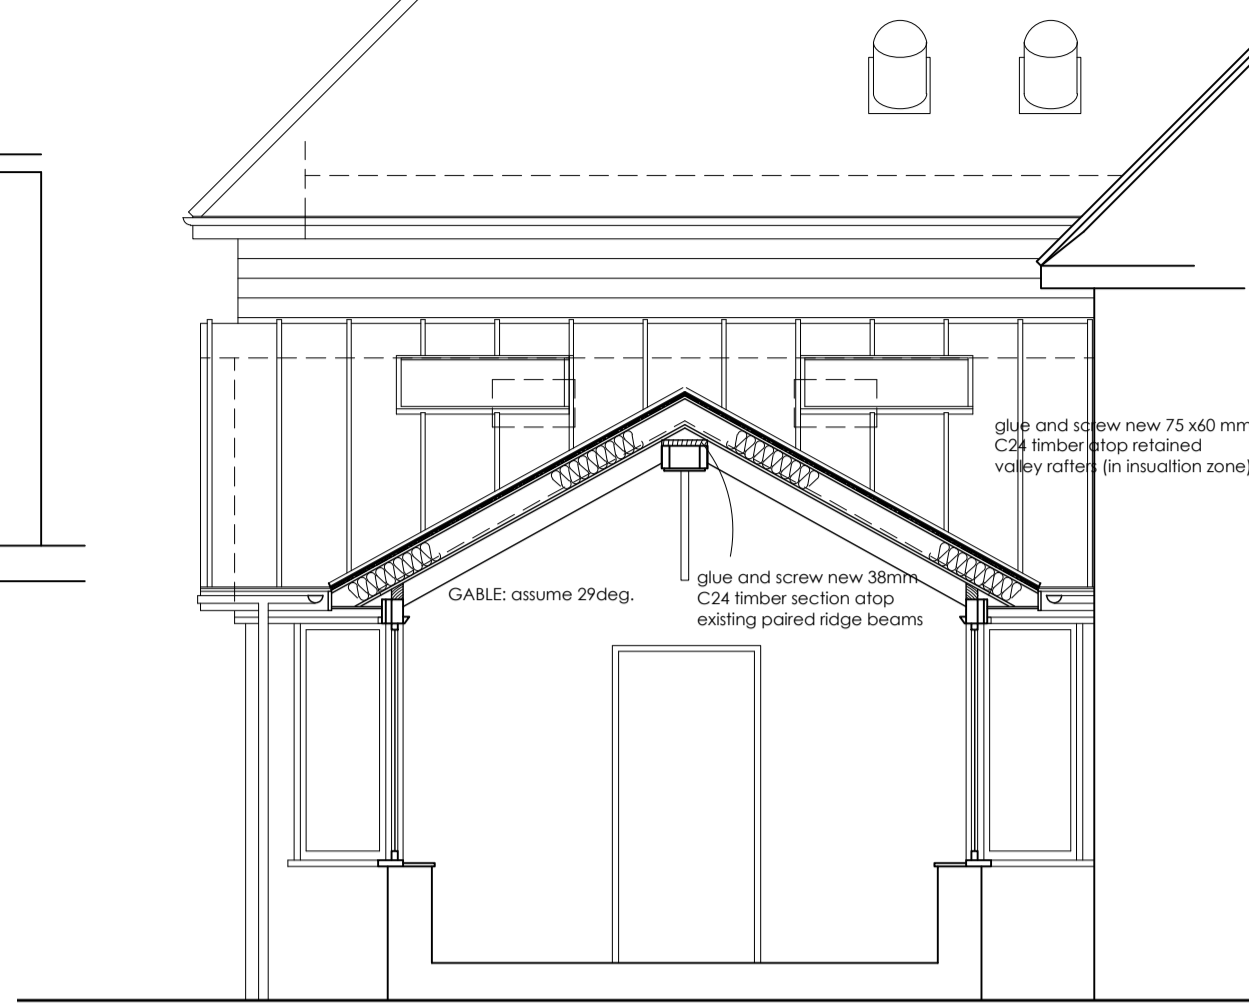 glue and screw new 75 x60 mm
C24 timber atop retained
valley rafters (in insualtion zone)
GABLE: assume 29deg.
glue and screw new 38mm
C24 timber section atop
existing paired ridge beams